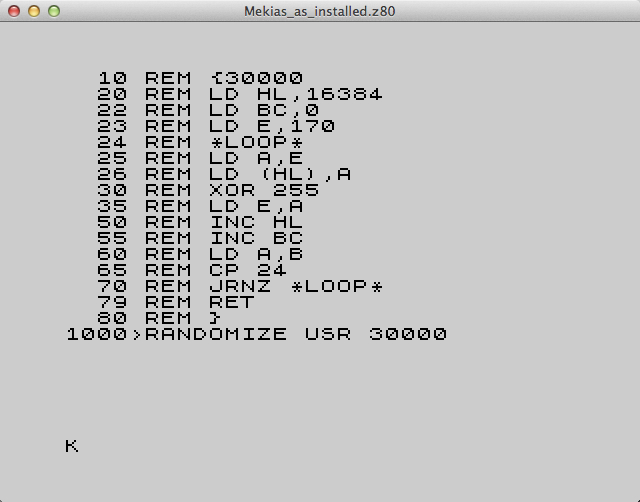 Mekias_as_installed.z80
10 REM {30000
20 REM LD HL,16384
22 REM LD BC,0
23 REM LD E,170
24 REM *LOOP*
25 REM LD A,E
26 REM LD (HL),A
30 REM XOR 255
35 REM LD E,A
50 REM INC HL
55 REM INC BC
60 REM LD A,B
65 REM CP 24
70 REM JRNZ *LOOP*
79 REM RET
80 REM }
1000>RANDOMIZE USR 30000
K